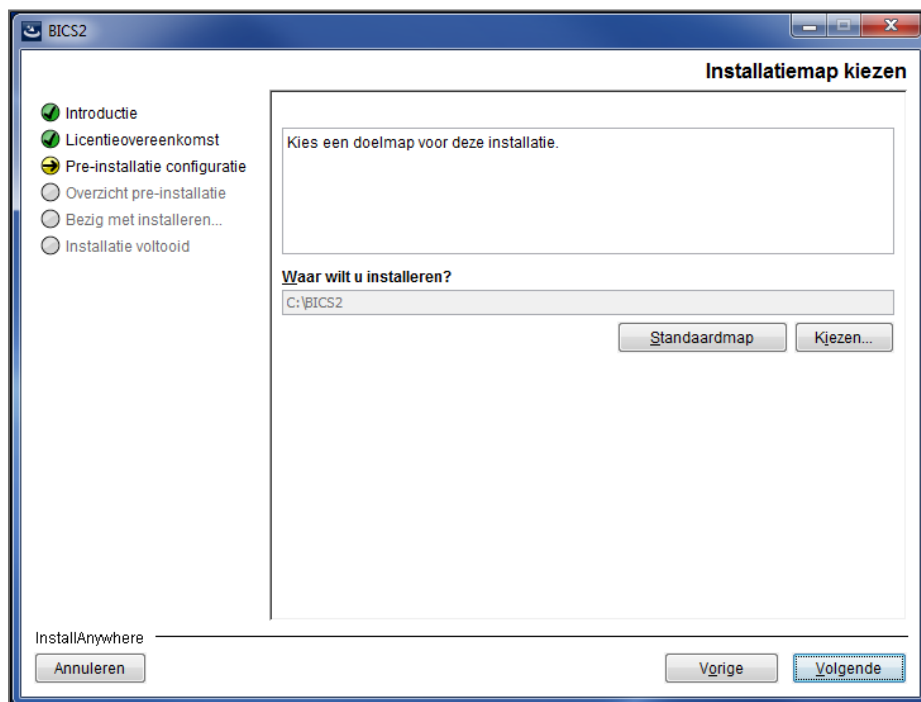 BICS2
Installatiemap kiezen
Introductie
Licentieovereenkomst
Pre-installatie configuratie
Overzicht pre-installatie
Bezig met installeren...
Installatie voltooid
Kies een doelmap voor deze installatie.
Waar wilt u installeren?
C:\BICS2
Standaardmap Kiezen...
InstallAnywhere
Annuleren Vorige Volgende